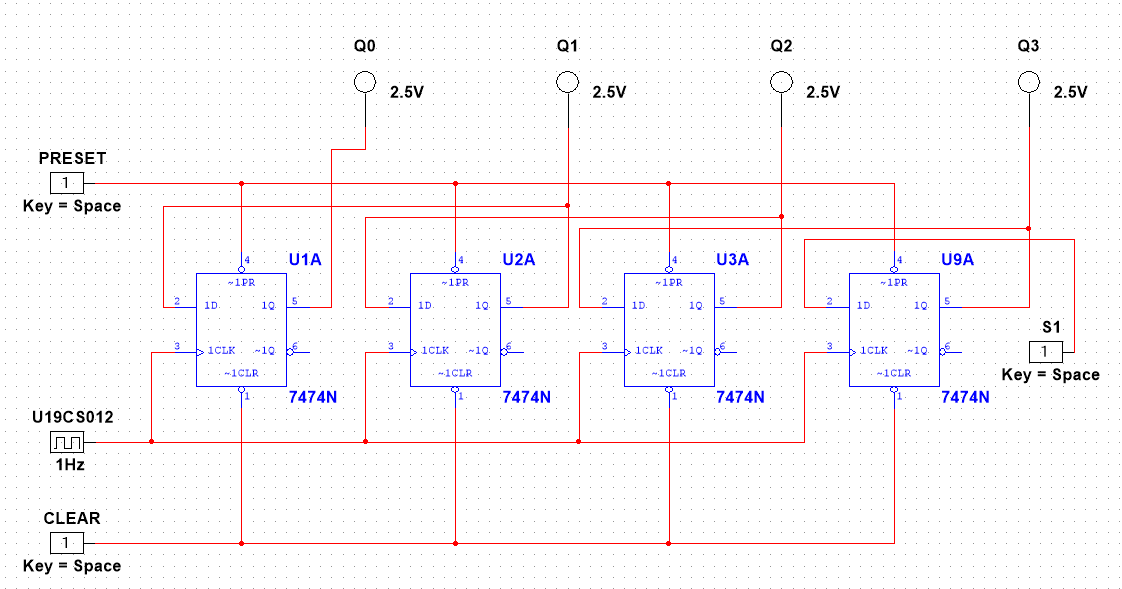 Q0 Q1 Q2 Q3
2.5V 2.5V 2.5V 2.5V
PRESET
1
Key = Space
U1A U2A U3A U9A
4 4 4 4
~1PR ~1PR ~1PR ~1PR
2 1D 1Q 5 2 1D 1Q 5 2 1D 1Q 5 2 1D 1Q 5
S1
3 1CLK ~1Q 6 3 1CLK ~1Q 6 3 1CLK ~1Q 6 3 1CLK ~1Q 6 1
~1CLR ~1CLR ~1CLR ~1CLR Key = Space
1 7474N 1 7474N 1 7474N 1 7474N
U19CS012
1Hz
CLEAR
1
Key = Space